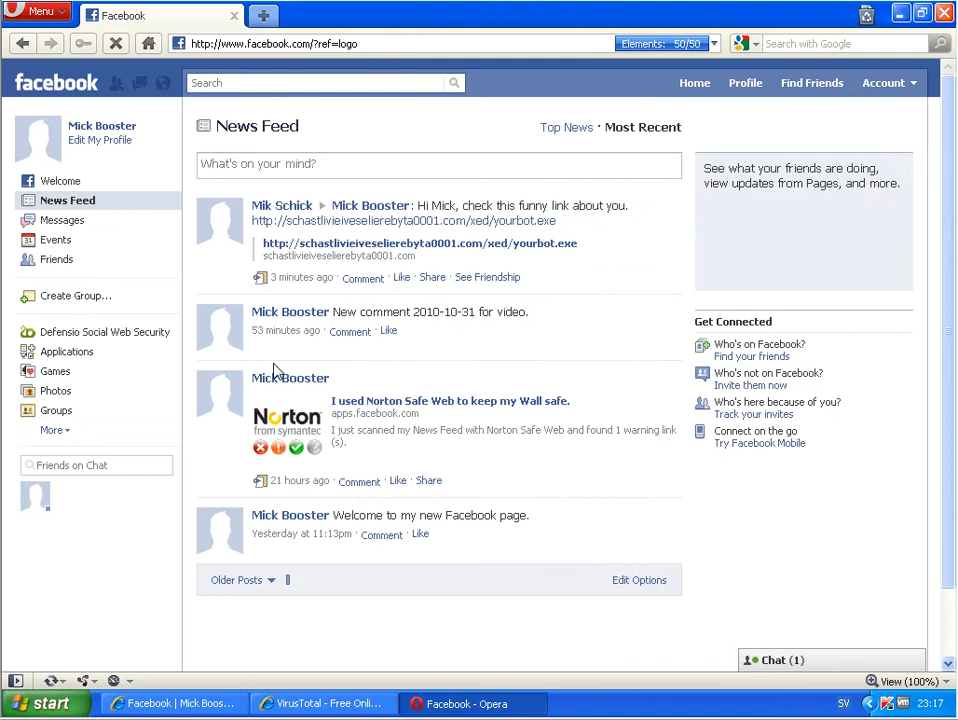 Menu
Facebook
http://www.facebook.com/?ref=logo
Elements: 50/50
Search with Google
facebook
Search
Home
Profile
Find Friends
Account
Mick Booster
Edit My Profile
Welcome
News Feed
Messages
Events
31
Friends
Create Group...
Defensio Social Web Security
Applications
Games
Photos
Groups
More
Friends on Chat
News Feed
Top News · Most Recent
What's on your mind?
Mik Schick ▸ Mick Booster: Hi Mick, check this funny link about you.
http://schastlivieiveselierebyta0001.com/xed/yourbot.exe
http://schastlivieiveselierebyta0001.com/xed/yourbot.exe
schastlivieiveselierebyta0001.com
3 minutes ago · Comment · Like · Share · See Friendship
Mick Booster New comment 2010-10-31 for video.
53 minutes ago · Comment · Like
Mick Booster
Norton
from symantec
I used Norton Safe Web to keep my Wall safe.
apps.facebook.com
I just scanned my News Feed with Norton Safe Web and found 1 warning link
(s).
21 hours ago · Comment · Like · Share
Mick Booster Welcome to my new Facebook page.
Yesterday at 11:13pm · Comment · Like
Older Posts
Edit Options
See what your friends are doing,
view updates from Pages, and more.
Get Connected
Who's on Facebook?
Find your friends
Who's not on Facebook?
Invite them now
Who's here because of you?
Track your invites
Connect on the go
Try Facebook Mobile
Chat (1)
View (100%)
start
Facebook | Mick Boos...
VirusTotal - Free Onli...
Facebook - Opera
SV
23:17